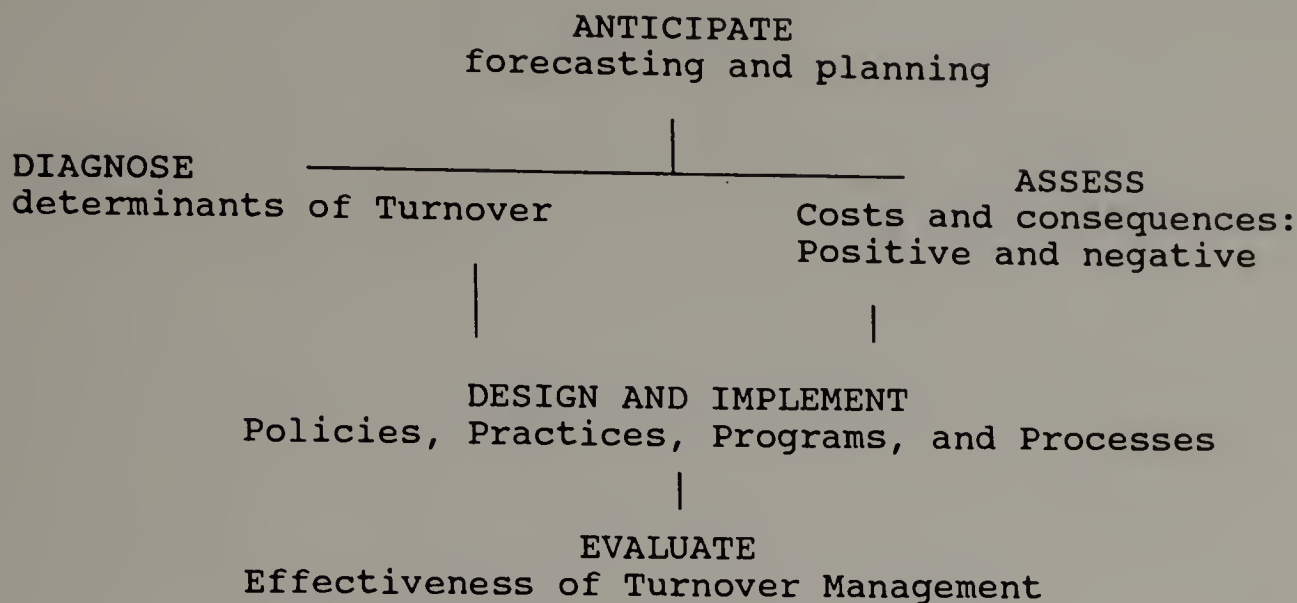 ANTICIPATE
forecasting and planning
DIAGNOSE
determinants of Turnover
ASSESS
Costs and consequences:
Positive and negative
DESIGN AND IMPLEMENT
Policies, Practices, Programs, and Processes
EVALUATE
Effectiveness of Turnover Management